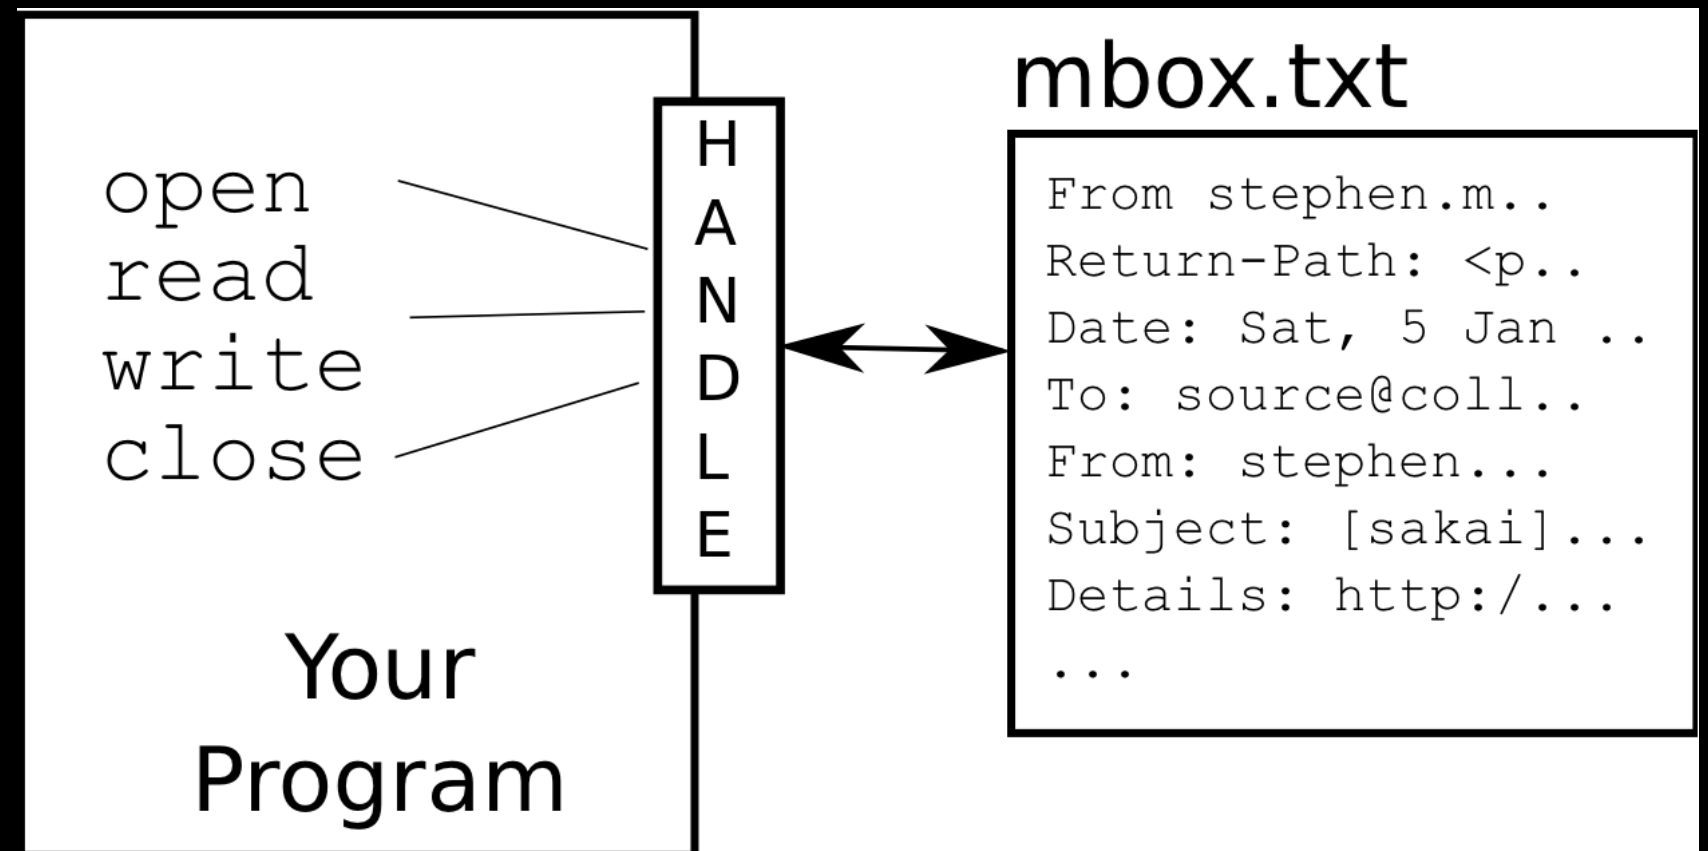 open
read
write
close
Your
Program
H
A
N
D
L
E
mbox.txt
From stephen.m..
Return-Path: <p..
Date: Sat, 5 Jan ..
To: source@coll..
From: stephen...
Subject: [sakai]...
Details: http:/...
...